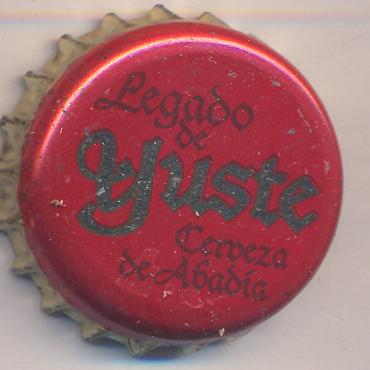 Legado
de
Yuste
Cerveza
de Abadía